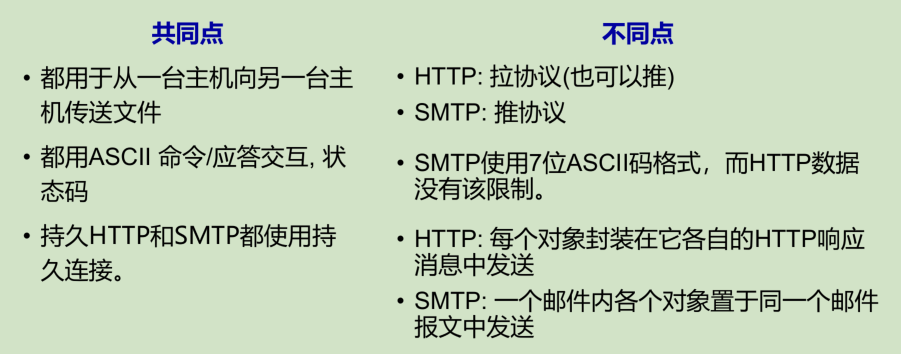 共同点
• 都用于从一台主机向另一台主
机传送文件
• 都用ASCII 命令/应答交互, 状
态码
• 持久HTTP和SMTP都使用持
久连接。
不同点
• HTTP: 拉协议(也可以推)
• SMTP: 推协议
• SMTP使用7位ASCII码格式，而HTTP数据
没有该限制。
• HTTP: 每个对象封装在它各自的HTTP响应
消息中发送
• SMTP: 一个邮件内各个对象置于同一个邮件
报文中发送